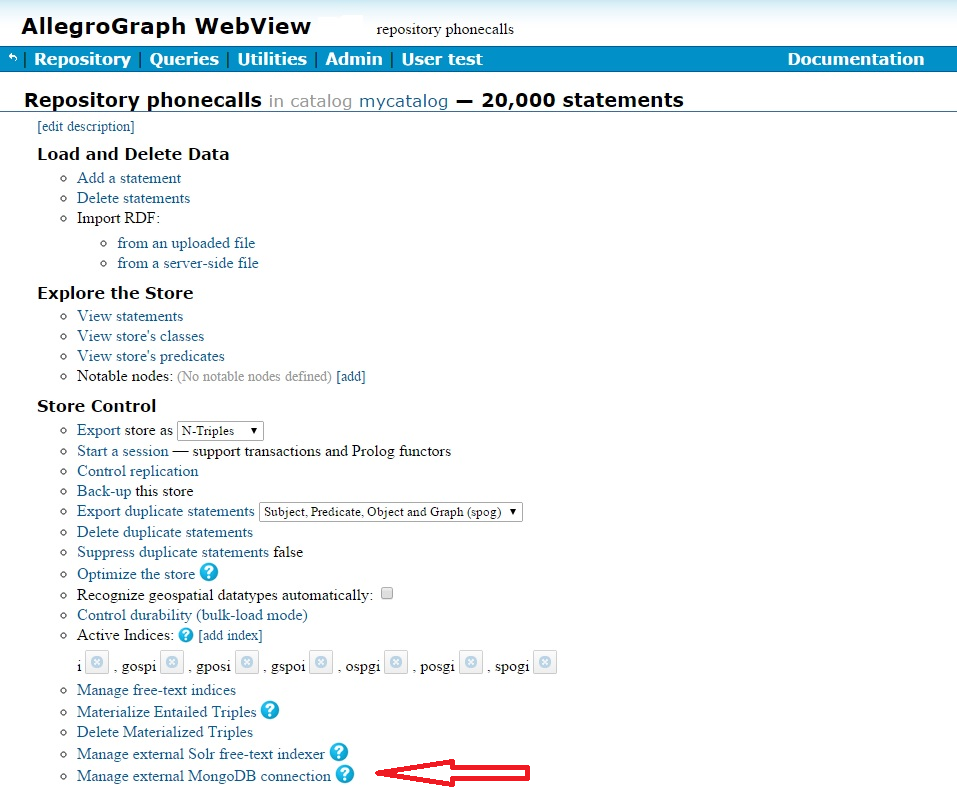 AllegroGraph WebView repository phonecalls
Repository | Queries | Utilities | Admin | User test Documentation
Repository phonecalls in catalog mycatalog — 20,000 statements
[edit description]
Load and Delete Data
Add a statement
Delete statements
Import RDF:
from an uploaded file
from a server-side file
Explore the Store
View statements
View store's classes
View store's predicates
Notable nodes: (No notable nodes defined) [add]
Store Control
Export store as N-Triples
Start a session — support transactions and Prolog functors
Control replication
Back-up this store
Export duplicate statements Subject, Predicate, Object and Graph (spog)
Delete duplicate statements
Suppress duplicate statements false
Optimize the store ?
Recognize geospatial datatypes automatically:
Control durability (bulk-load mode)
Active Indices: ? [add index]
i , gospi , gposi , gspoi , ospgi , posgi , spogi
Manage free-text indices
Materialize Entailed Triples ?
Delete Materialized Triples
Manage external Solr free-text indexer ?
Manage external MongoDB connection ?